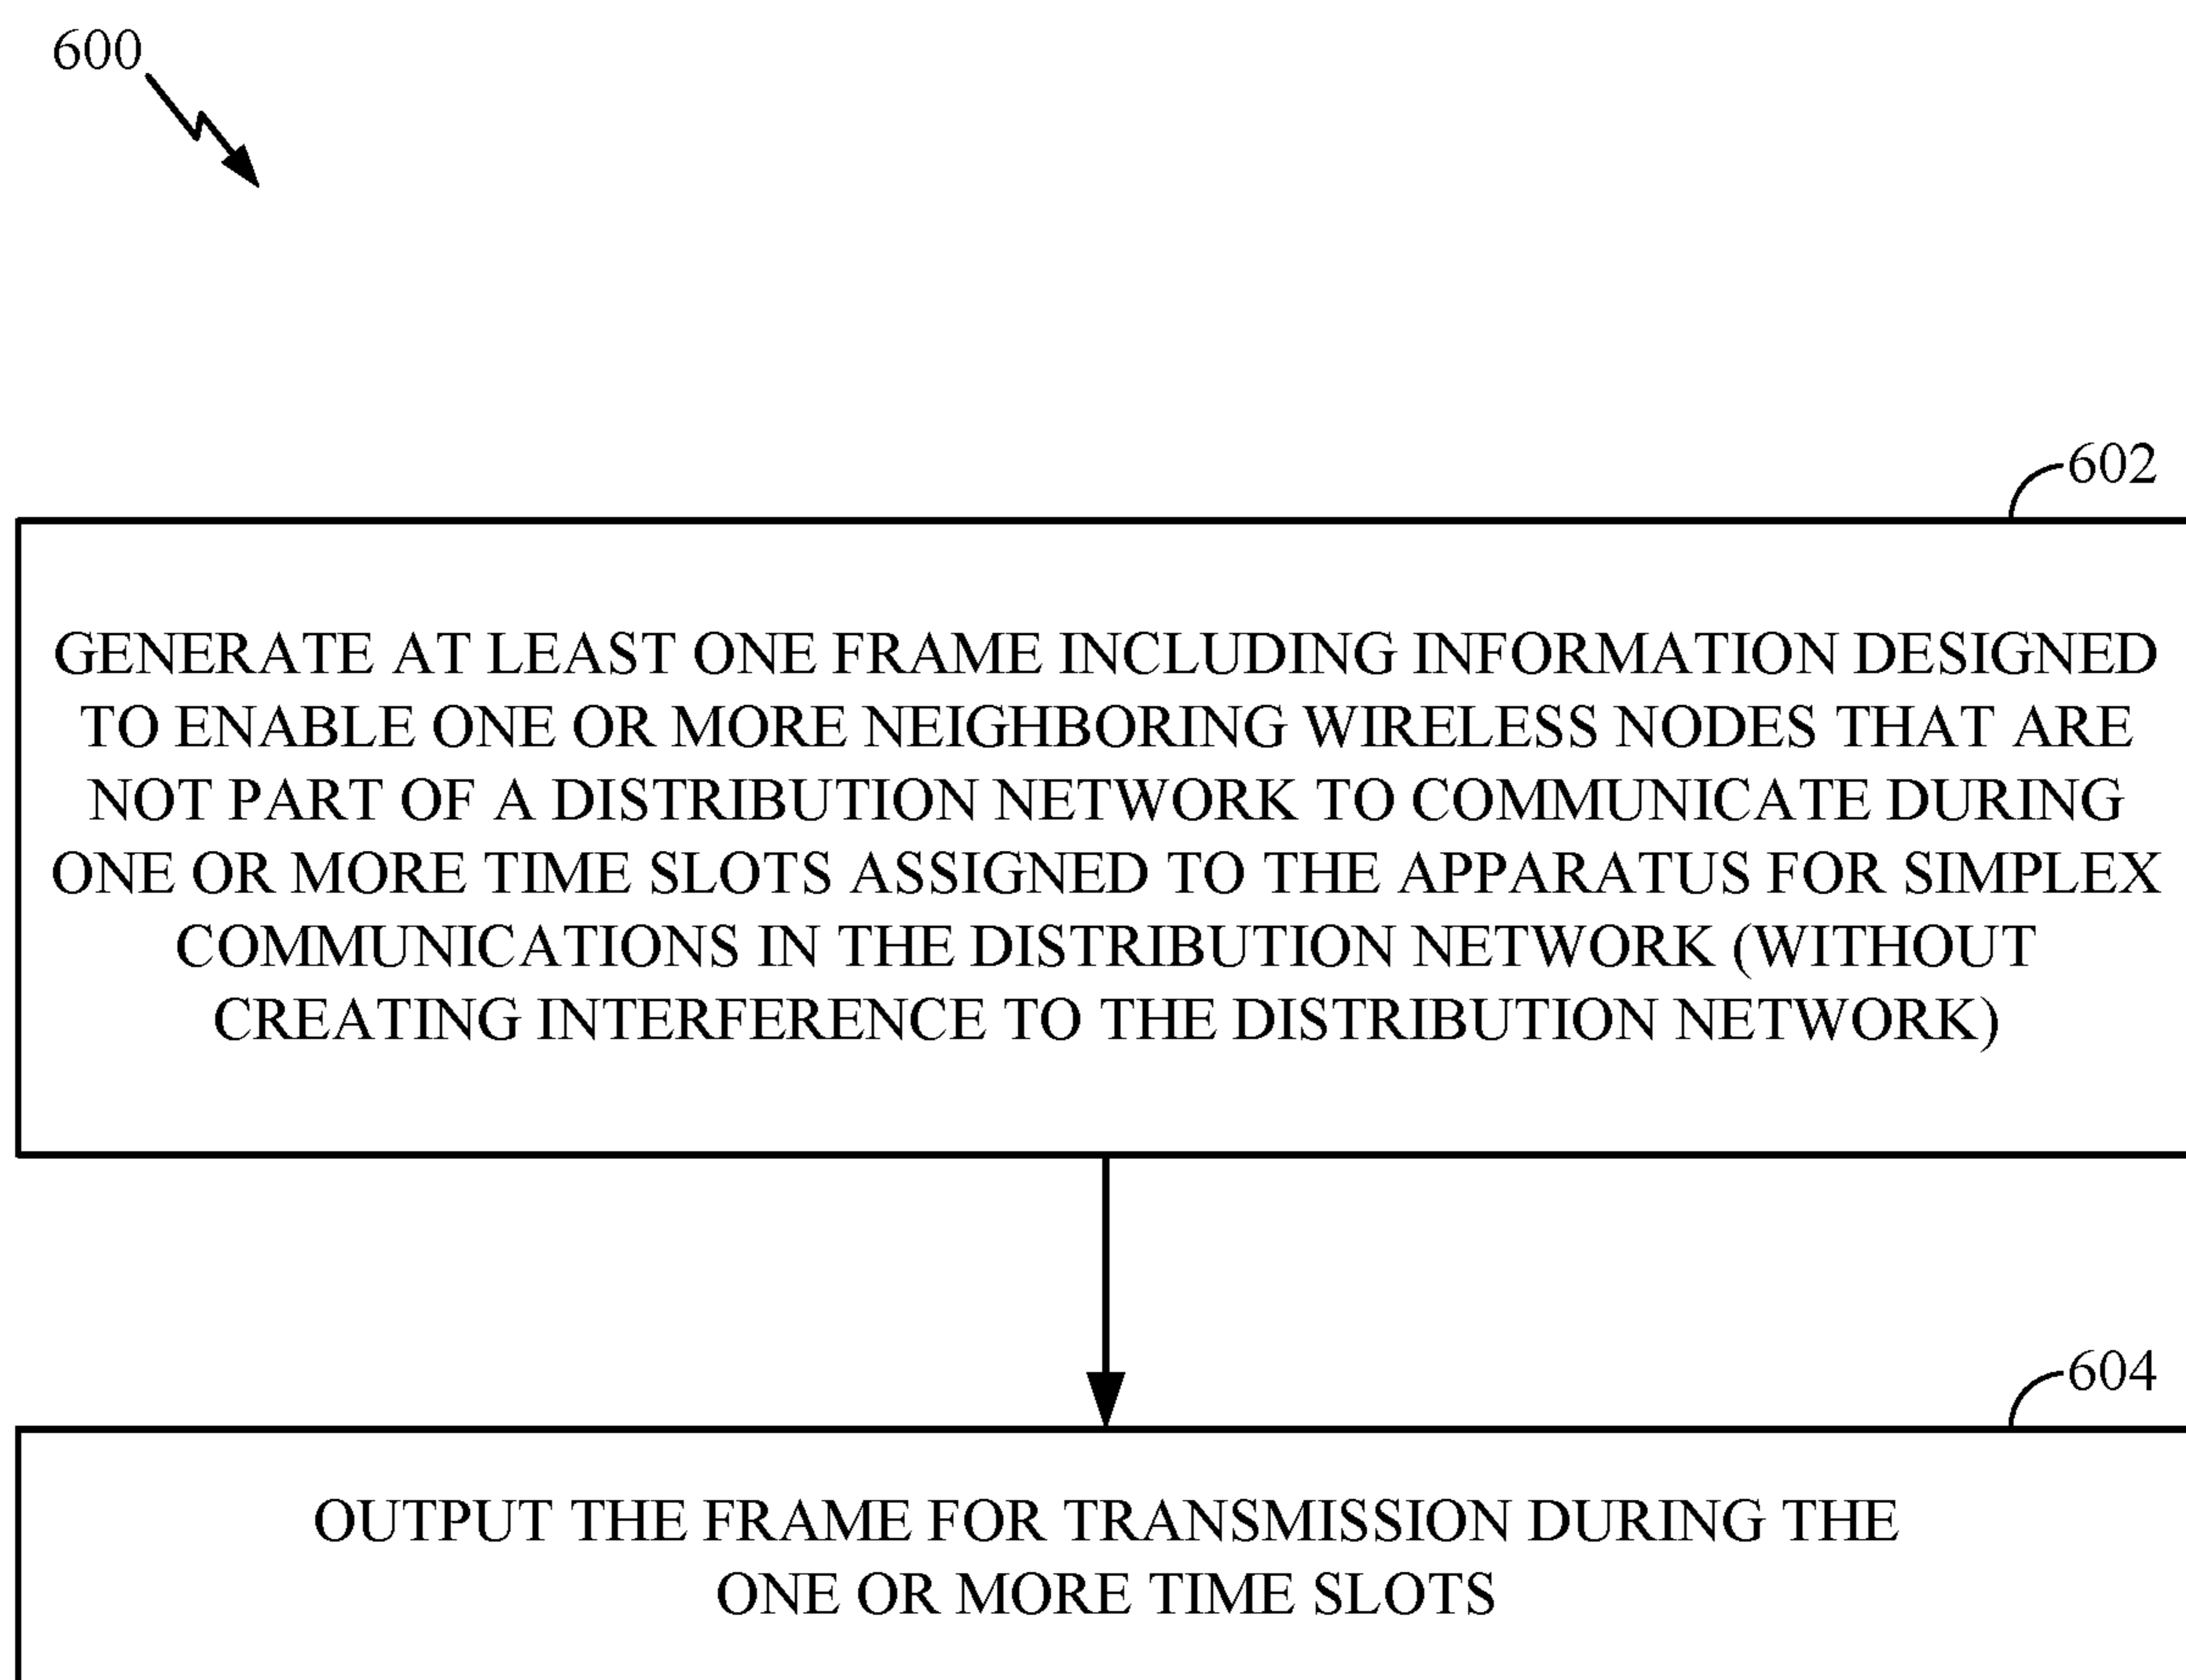 600
602
GENERATE AT LEAST ONE FRAME INCLUDING INFORMATION DESIGNED
TO ENABLE ONE OR MORE NEIGHBORING WIRELESS NODES THAT ARE
NOT PART OF A DISTRIBUTION NETWORK TO COMMUNICATE DURING
ONE OR MORE TIME SLOTS ASSIGNED TO THE APPARATUS FOR SIMPLEX
COMMUNICATIONS IN THE DISTRIBUTION NETWORK (WITHOUT
CREATING INTERFERENCE TO THE DISTRIBUTION NETWORK)
604
OUTPUT THE FRAME FOR TRANSMISSION DURING THE
ONE OR MORE TIME SLOTS